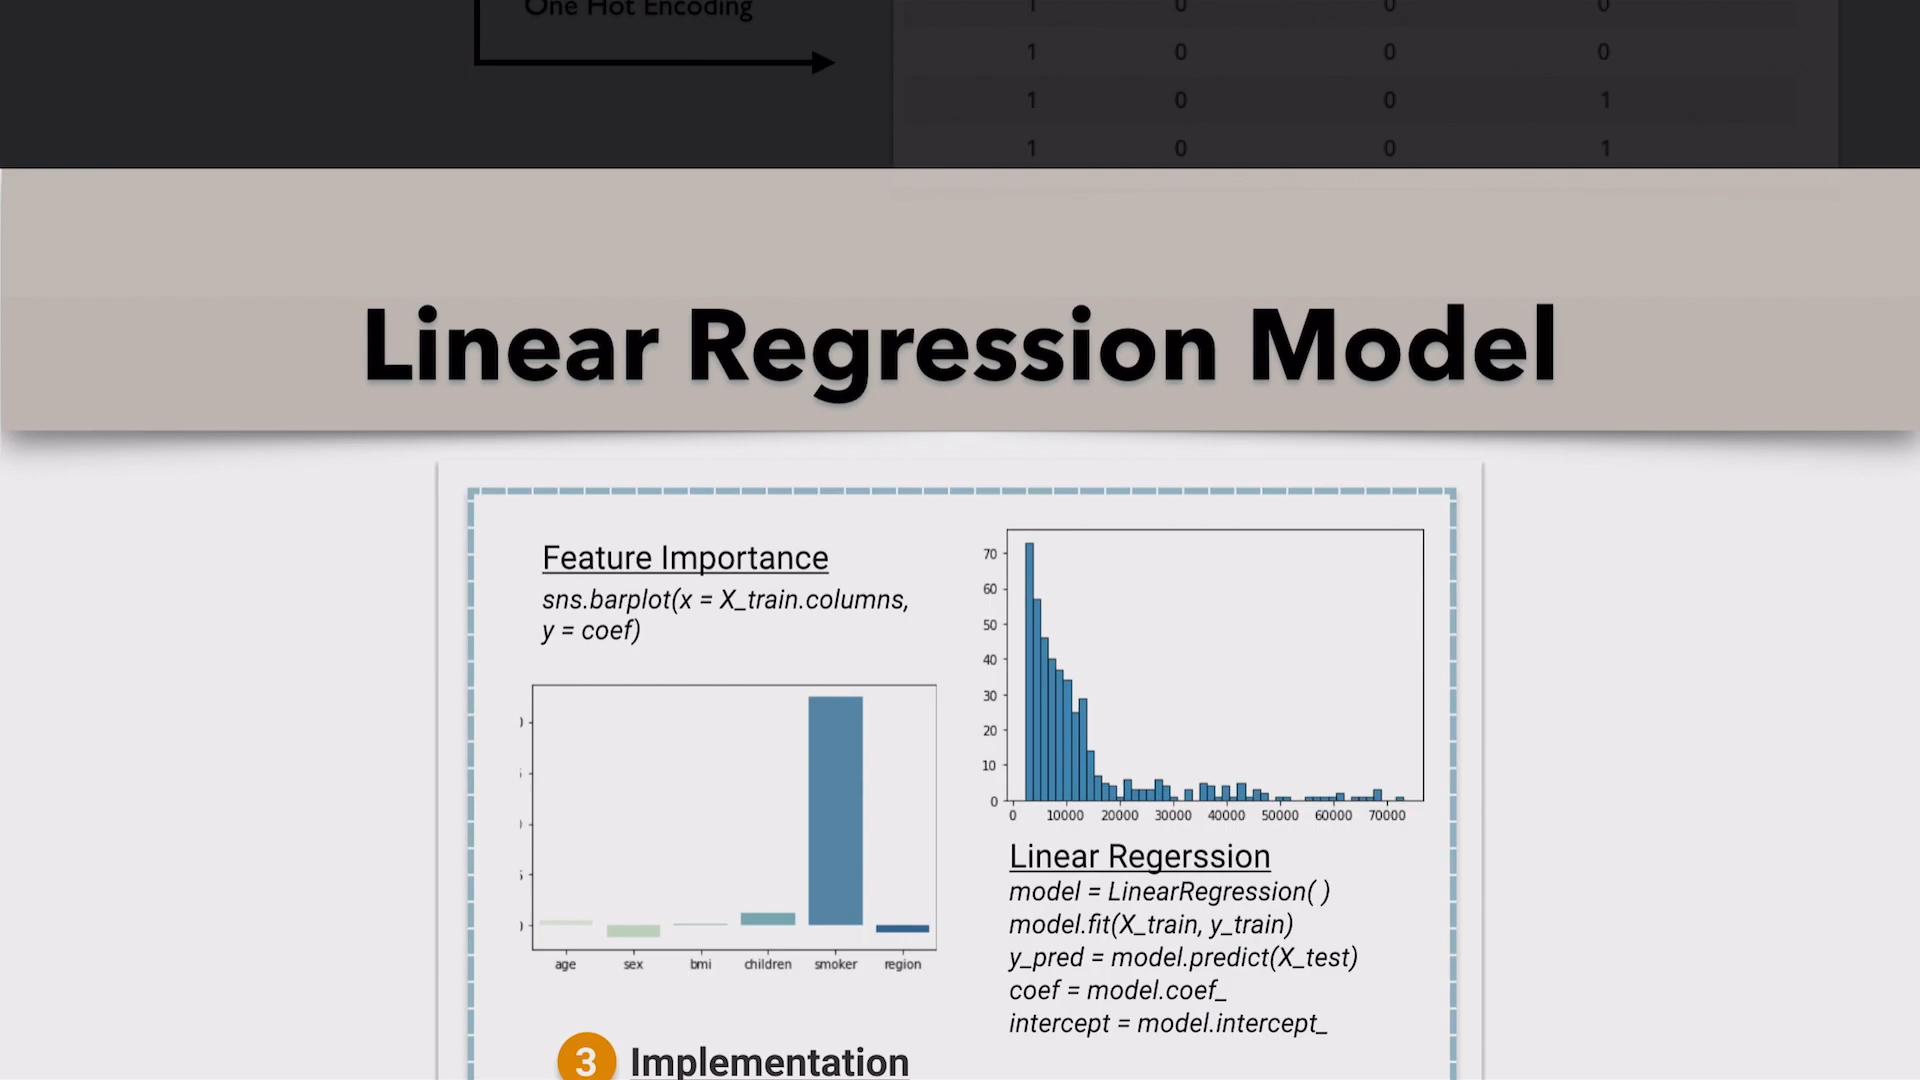 One Hot Encoding
1 0 0 0
1 0 0 0
1 0 0 1
1 0 0 1
Linear Regression Model
Feature Importance
sns.barplot(x = X_train.columns,
y = coef)
age sex bmi children smoker region
70
60
50
40
30
20
10
0
0 10000 20000 30000 40000 50000 60000 70000
Linear Regerssion
model = LinearRegression( )
model.fit(X_train, y_train)
y_pred = model.predict(X_test)
coef = model.coef_
intercept = model.intercept_
3 Implementation